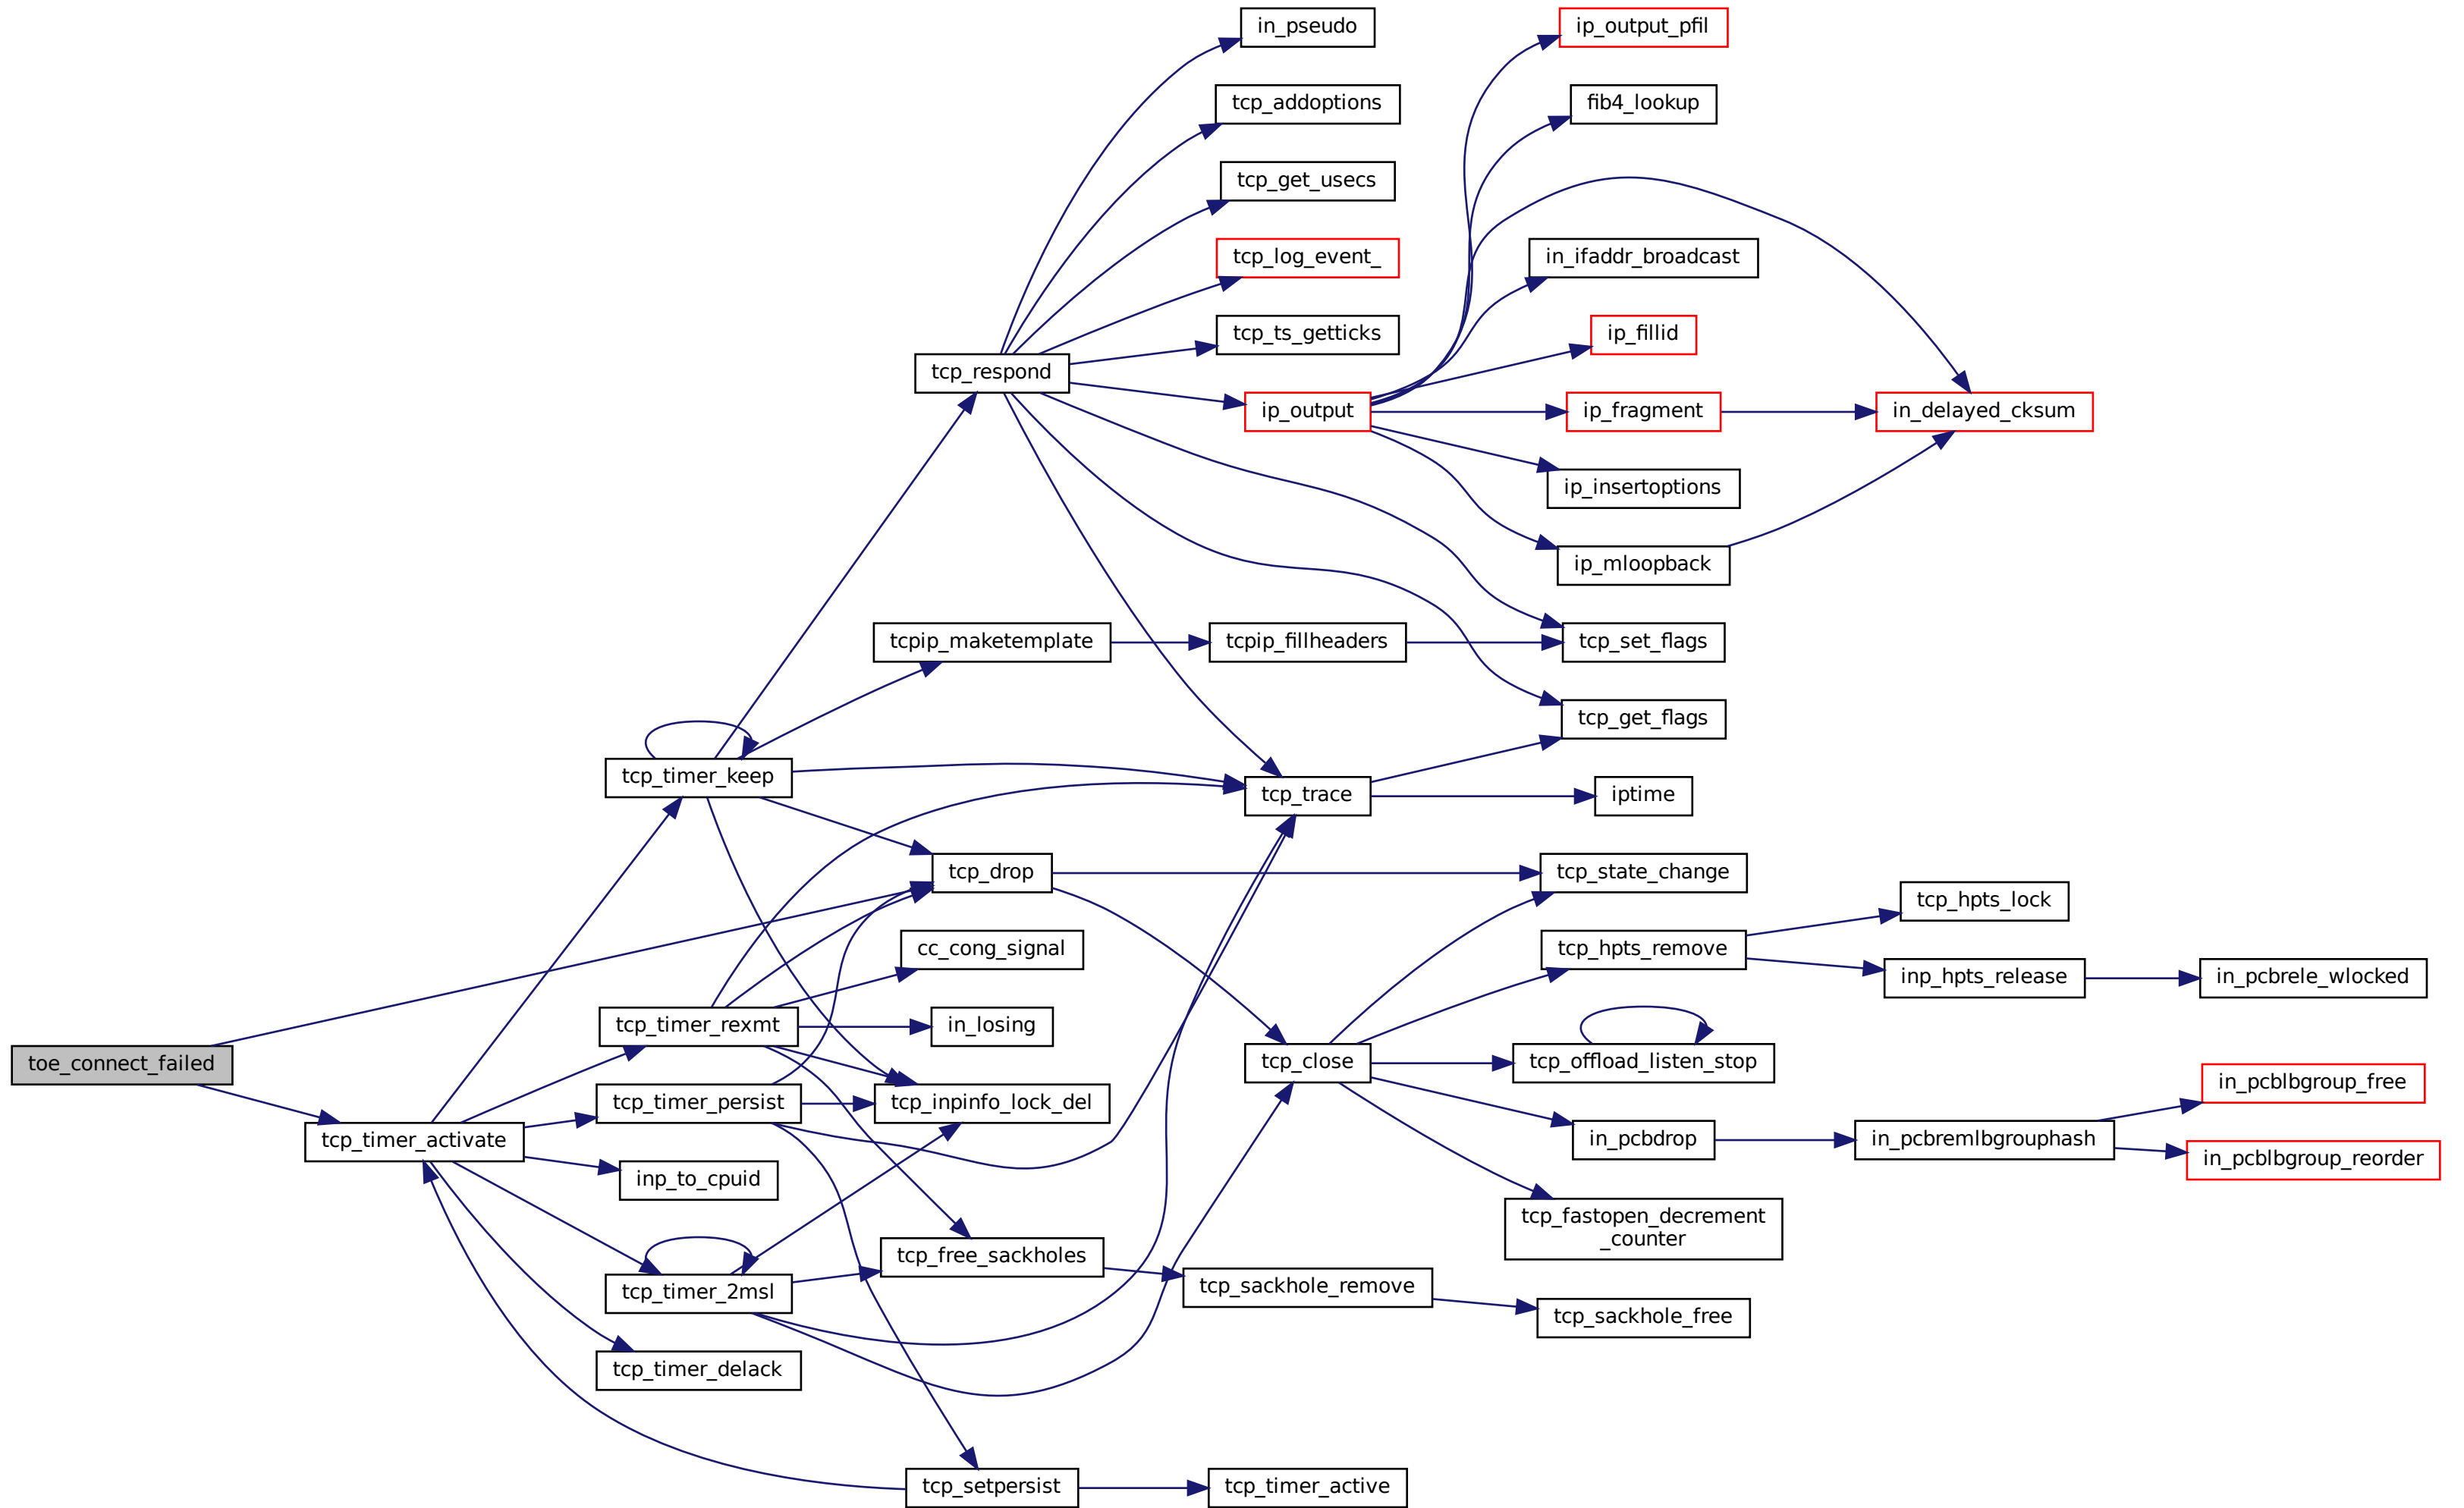 in_pseudo
ip_output_pfil
tcp_addoptions
fib4_lookup
tcp_get_usecs
tcp_log_event_
in_ifaddr_broadcast
tcp_ts_getticks
ip_fillid
tcp_respond
ip_output
ip_fragment
in_delayed_cksum
ip_insertoptions
ip_mloopback
tcpip_maketemplate
tcpip_fillheaders
tcp_set_flags
tcp_get_flags
tcp_timer_keep
tcp_trace
iptime
tcp_drop
tcp_state_change
tcp_hpts_lock
cc_cong_signal
tcp_hpts_remove
inp_hpts_release
in_pcbrele_wlocked
tcp_timer_rexmt
in_losing
toe_connect_failed
tcp_close
tcp_offload_listen_stop
in_pcblbgroup_free
tcp_timer_persist
tcp_inpinfo_lock_del
tcp_timer_activate
in_pcbdrop
in_pcbremlbgrouphash
in_pcblbgroup_reorder
inp_to_cpuid
tcp_fastopen_decrement
_counter
tcp_free_sackholes
tcp_timer_2msl
tcp_sackhole_remove
tcp_sackhole_free
tcp_timer_delack
tcp_setpersist
tcp_timer_active